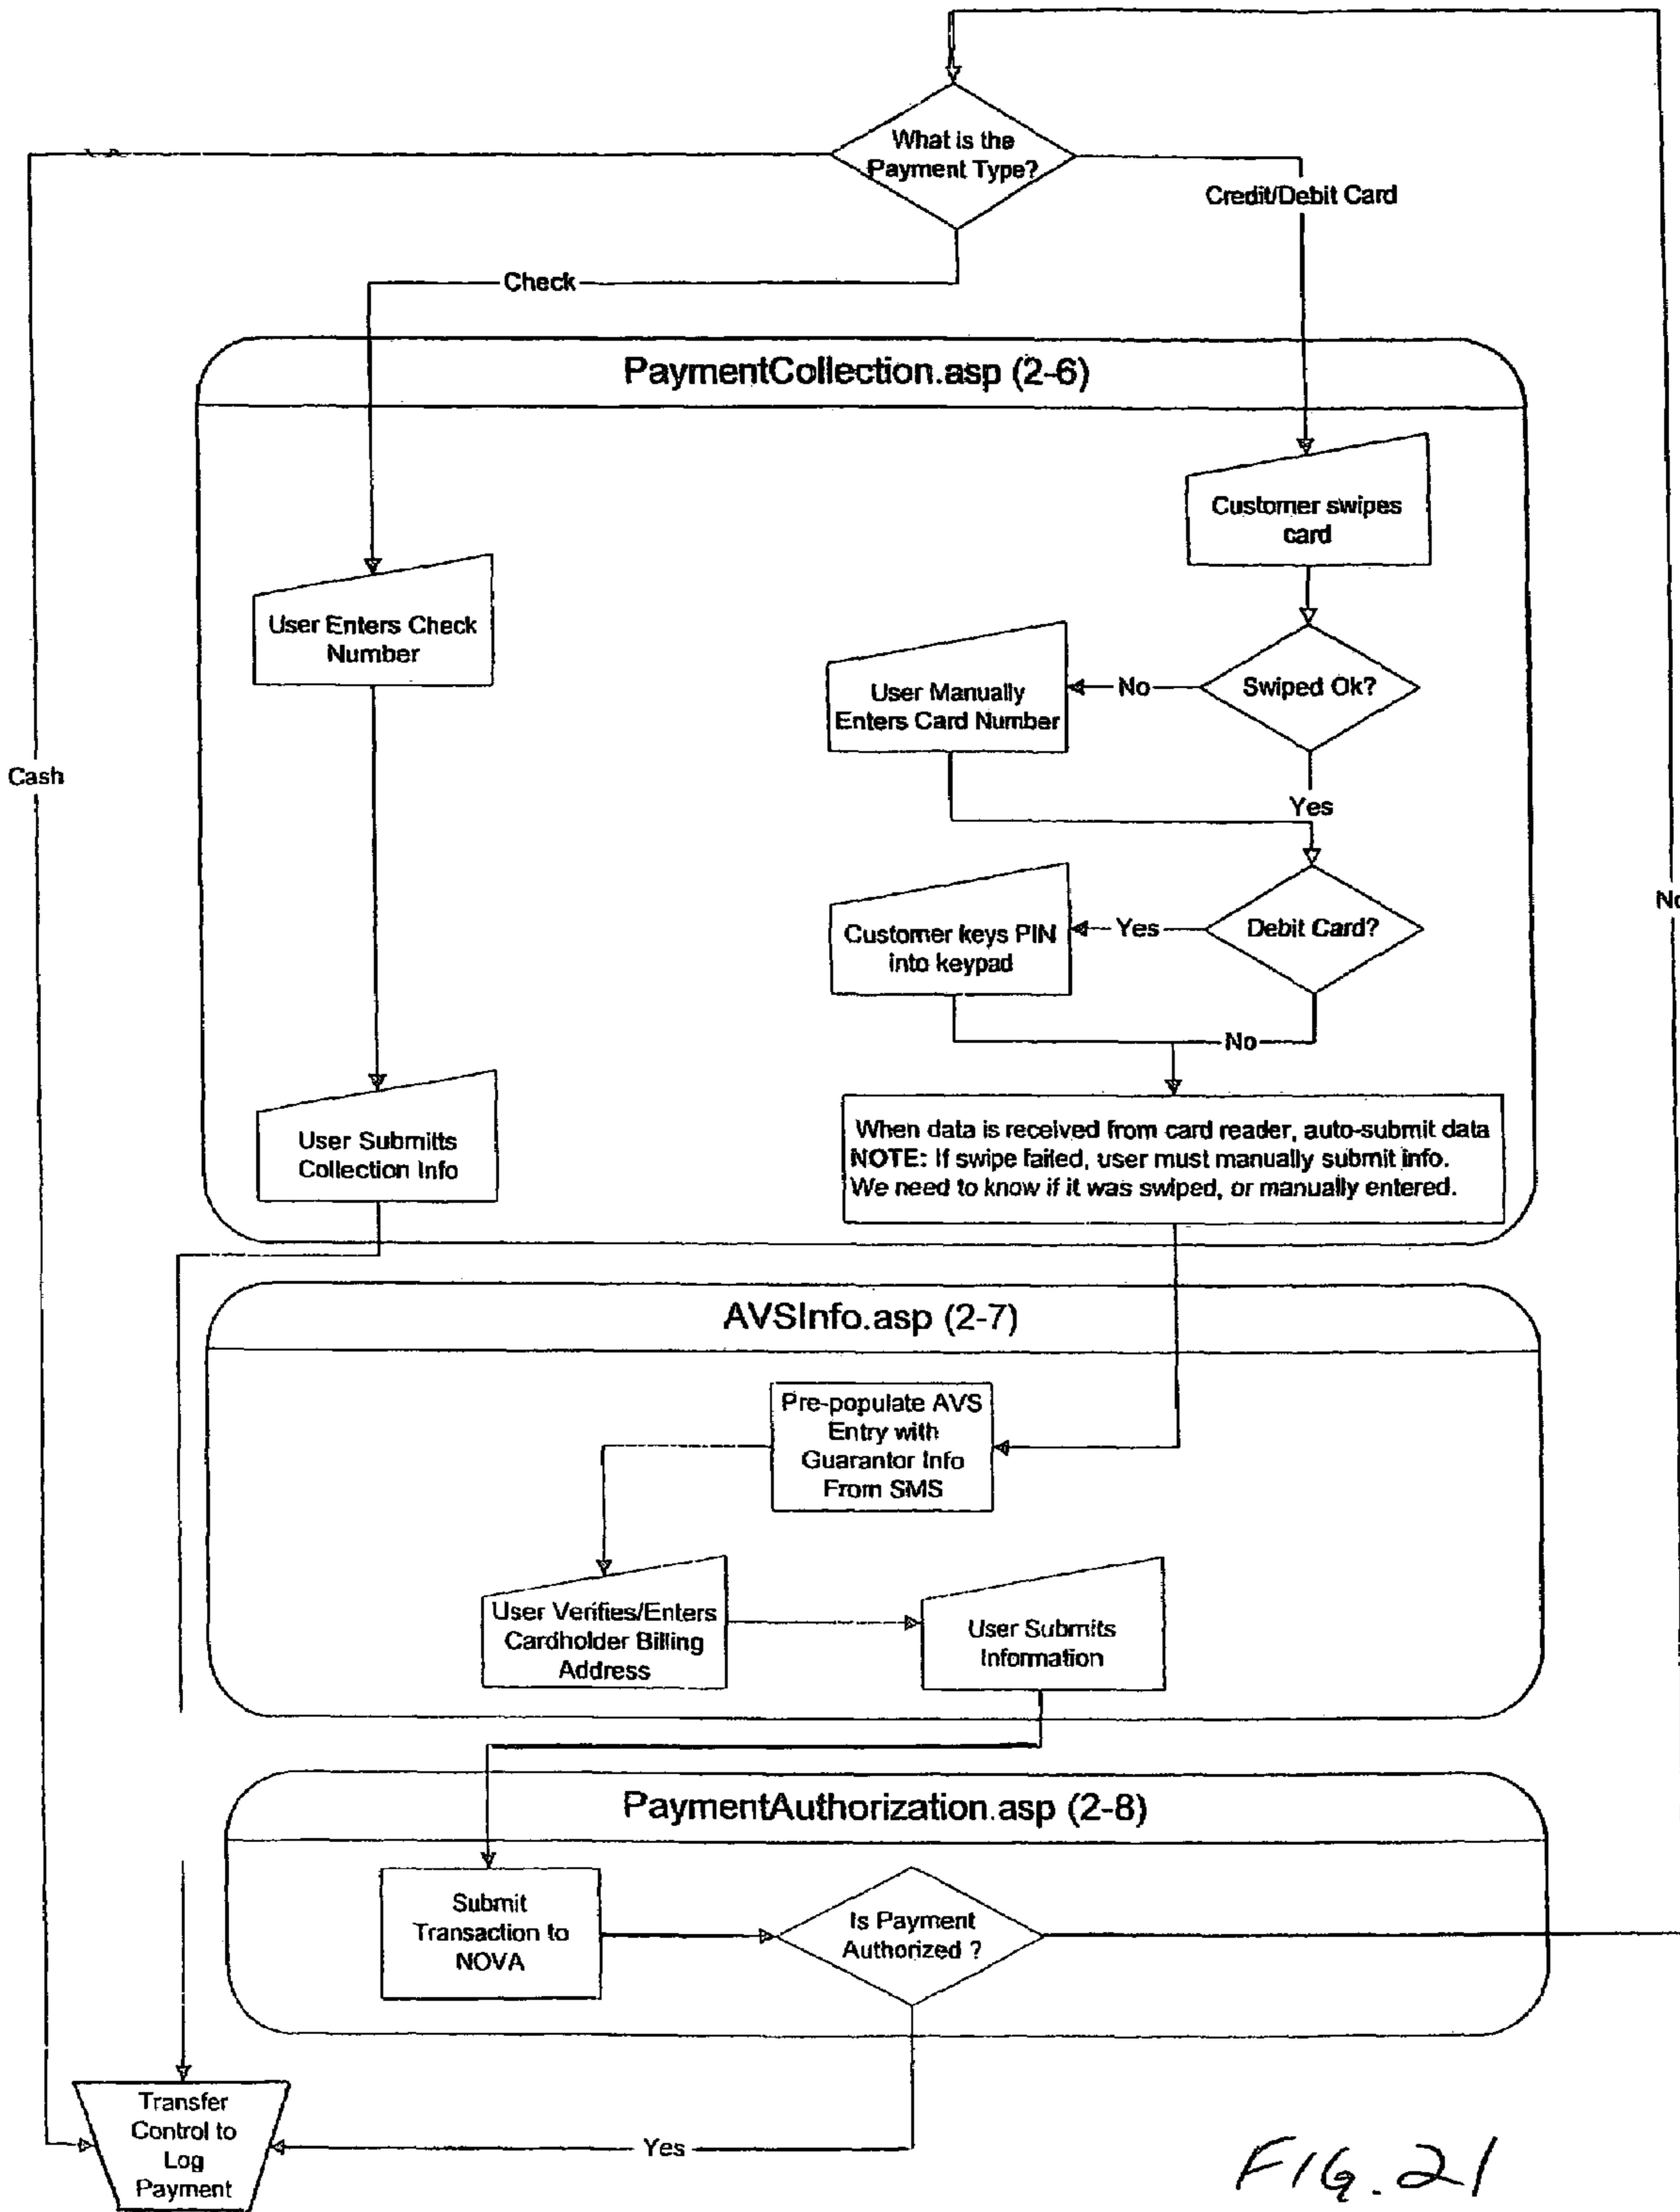 What is the
Payment Type?
Credit/Debit Card
Check
PaymentCollection.asp (2-6)
Customer swipes
card
User Enters Check
Number
User Manually
Enters Card Number
No
Swiped Ok?
Cash
Yes
No
Customer keys PIN
into keypad
Yes
Debit Card?
No
User Submitts
Collection Info
When data is received from card reader, auto-submit data
NOTE: If swipe failed, user must manually submit info.
We need to know if it was swiped, or manually entered.
AVSInfo.asp (2-7)
Pre-populate AVS
Entry with
Guarantor Info
From SMS
User Verifies/Enters
Cardholder Billing
Address
User Submits
Information
PaymentAuthorization.asp (2-8)
Submit
Transaction to
NOVA
Is Payment
Authorized ?
Transfer
Control to
Log
Payment
Yes
FIG. 21